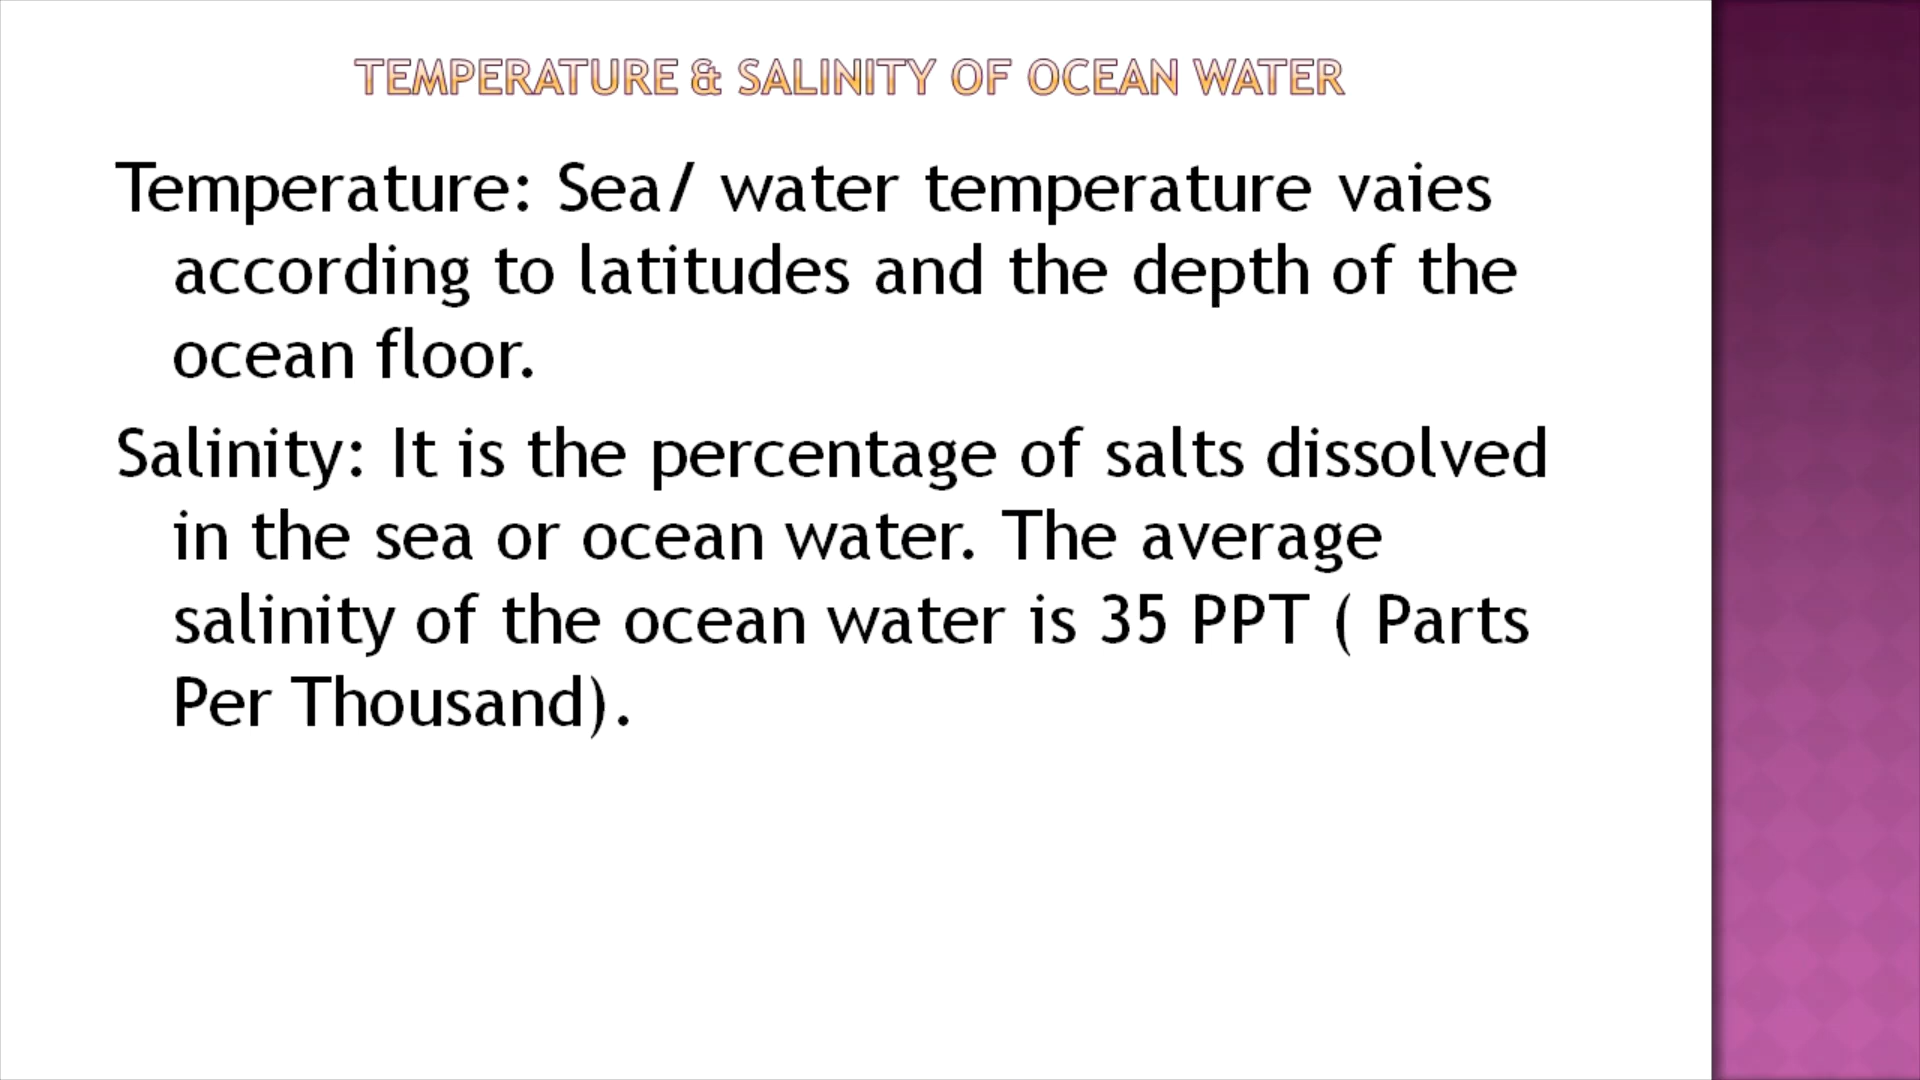 TEMPERATURE & SALINITY OF OCEAN WATER
Temperature: Sea/ water temperature vaies
according to latitudes and the depth of the
ocean floor.
Salinity: It is the percentage of salts dissolved
in the sea or ocean water. The average
salinity of the ocean water is 35 PPT ( Parts
Per Thousand).